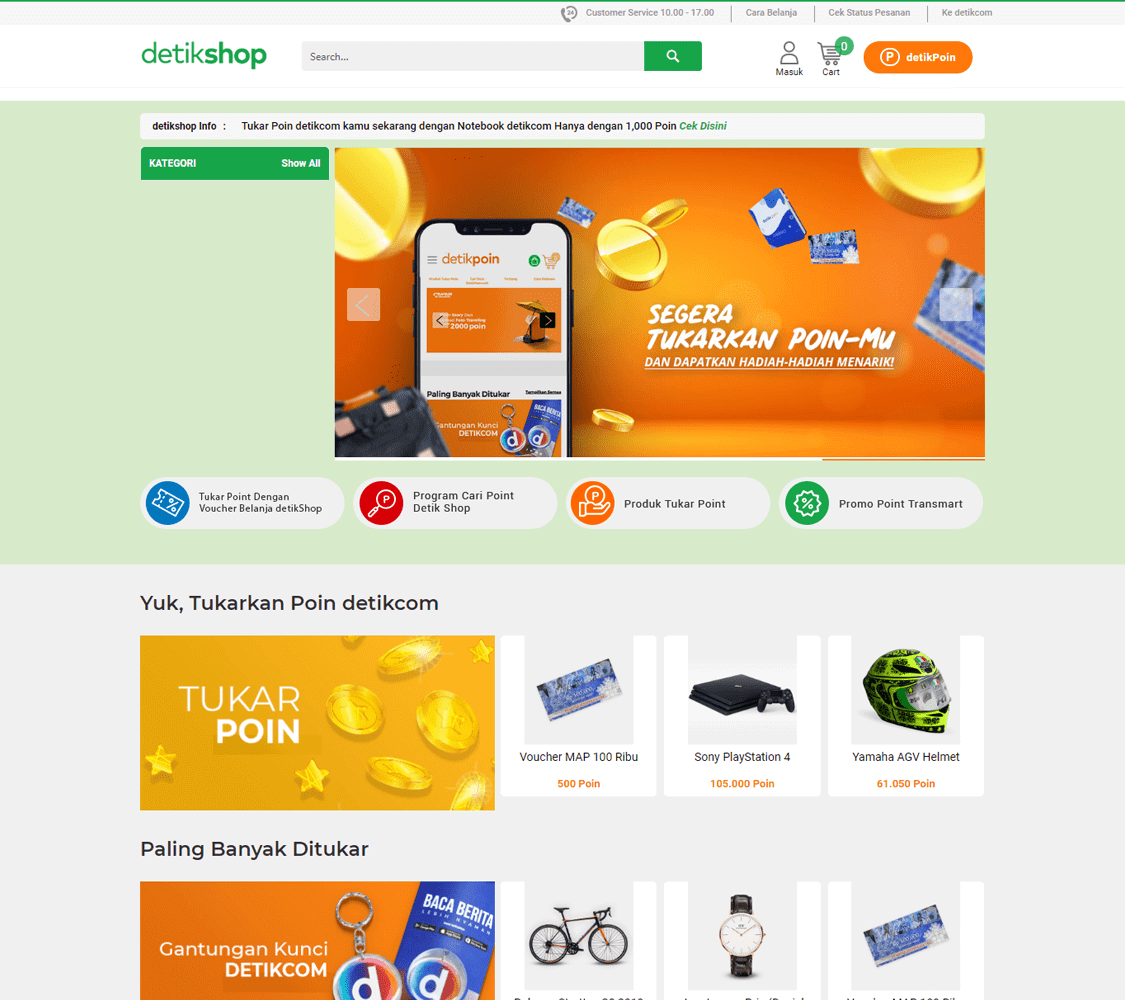 24
Customer Service 10.00 - 17.00
Cara Belanja
Cek Status Pesanan
Ke detikcom
detikshop
Search...
Masuk
0
Cart
P detikPoin
detikshop Info :
Tukar Poin detikcom kamu sekarang dengan Notebook detikcom Hanya dengan 1,000 Poin Cek Disini
KATEGORI
Show All
detikpoin
2000 poin
Paling Banyak Ditukar
Tampilkan Semua
BACA BERITA
Gantungan Kunci
DETIKCOM
d
d
SEGERA
TUKARKAN POIN-MU
DAN DAPATKAN HADIAH-HADIAH MENARIK!
Tukar Point Dengan
Voucher Belanja detikShop
P
Program Cari Point
Detik Shop
P
Produk Tukar Point
%
Promo Point Transmart
Yuk, Tukarkan Poin detikcom
TUKAR
POIN
Voucher MAP 100 Ribu
500 Poin
Sony PlayStation 4
105.000 Poin
Yamaha AGV Helmet
61.050 Poin
Paling Banyak Ditukar
Gantungan Kunci
DETIKCOM
BACA BERITA
LEBIH NYAMAN
d
d